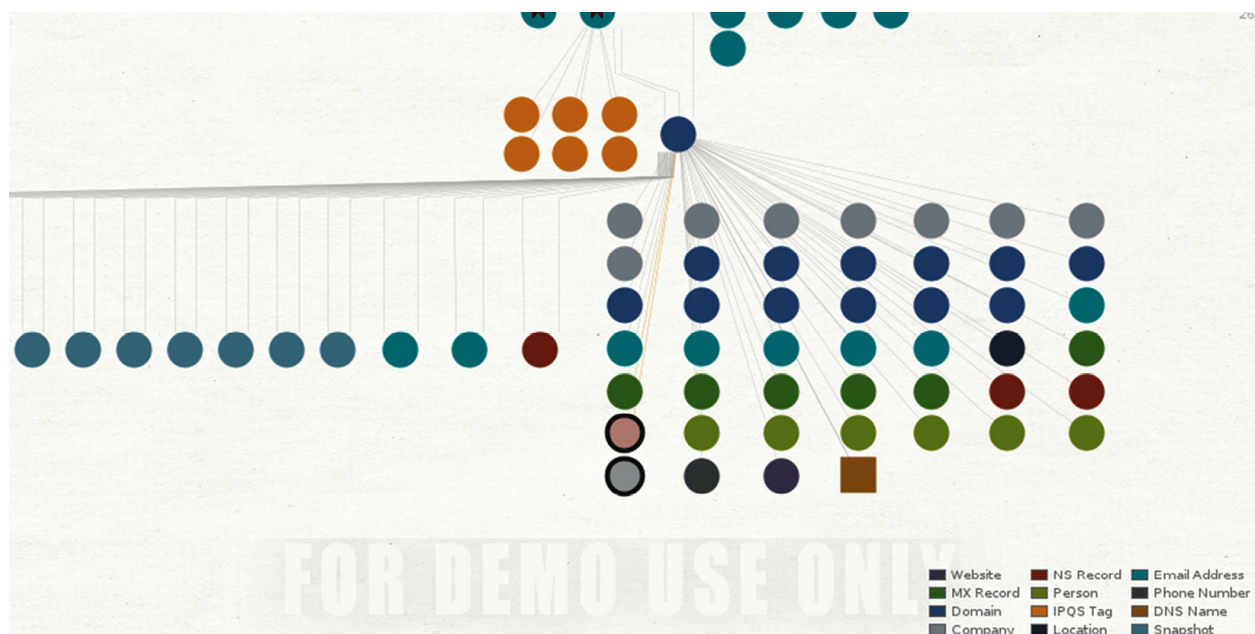 26
FOR DEMO USE ONLY
Website NS Record Email Address
MX Record Person Phone Number
Domain IPQS Tag DNS Name
Company Location Snapshot